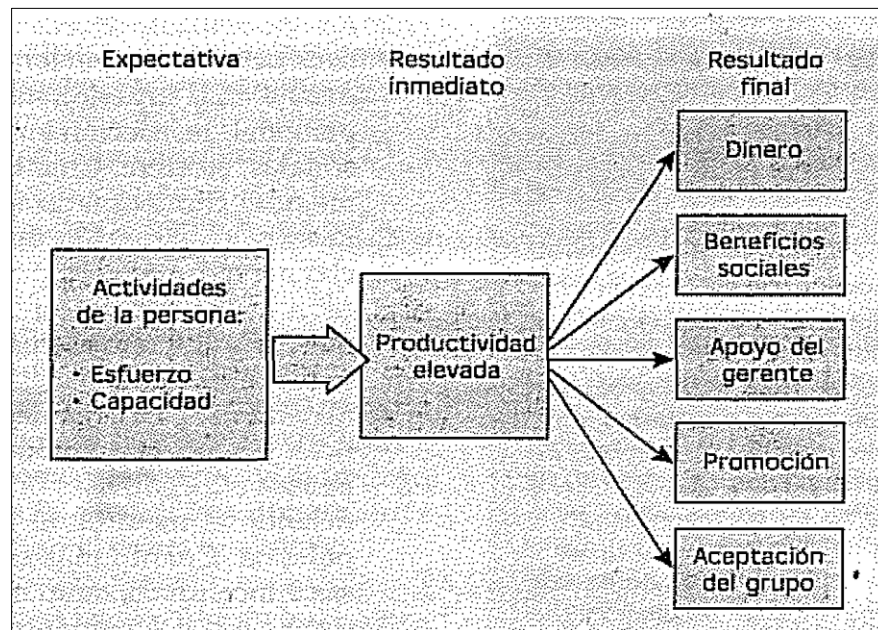 Expectativa
Resultado
inmediato
Resultado
final
Actividades
de la persona:
• Esfuerzo
• Capacidad
Productividad
elevada
Dinero
Beneficios
sociales
Apoyo del
gerente
Promoción
Aceptación
del grupo